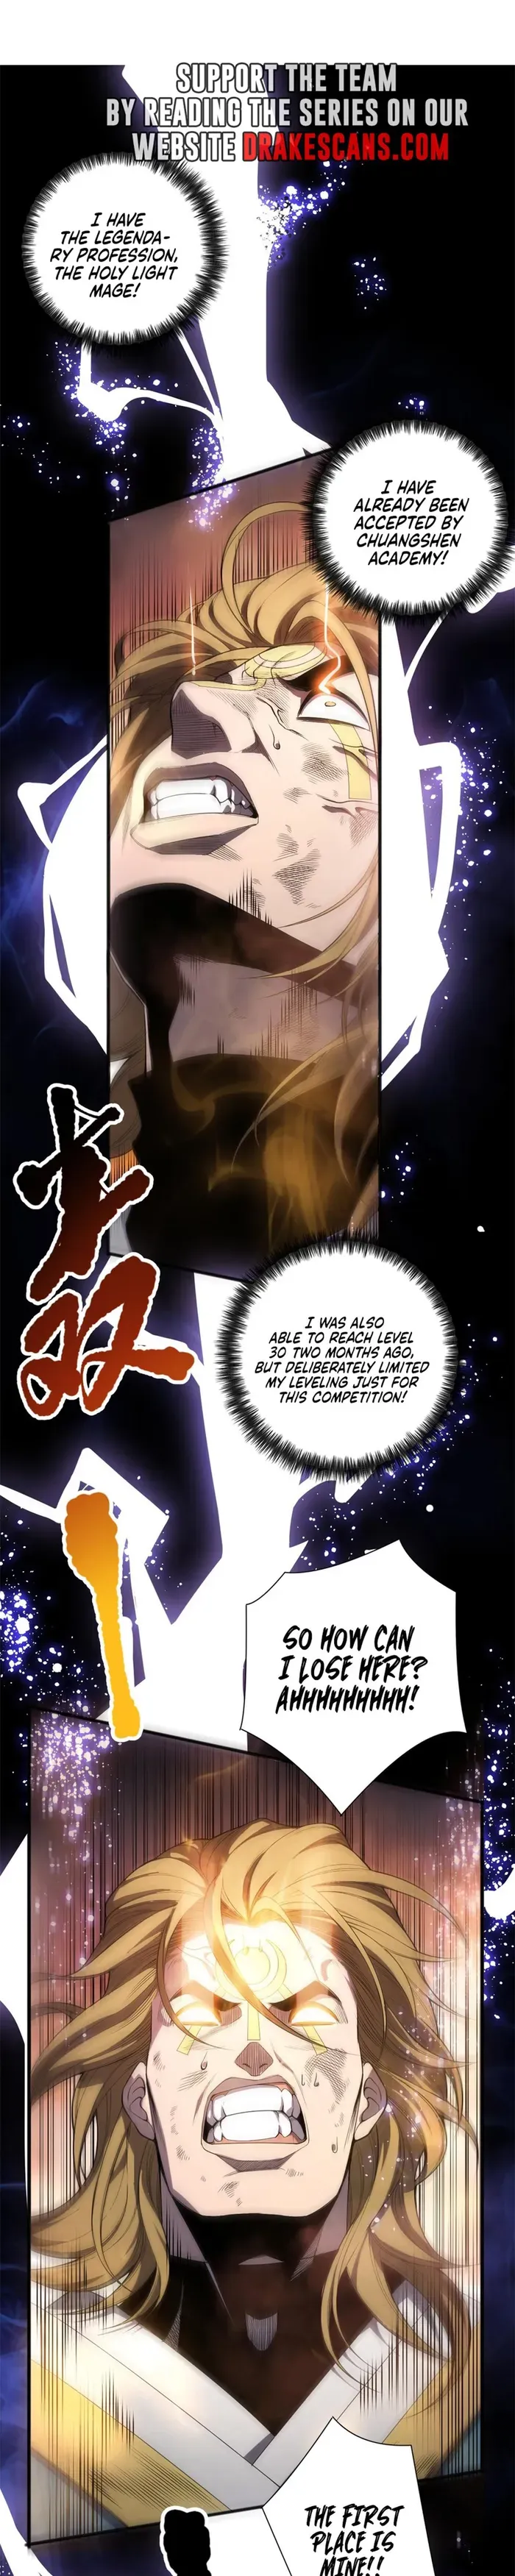 SUPPORT THE TEAM
BY READING THE SERIES ON OUR
WEBSITE DRAKESCANS.COM
I HAVE
THE LEGENDA-
RY PROFESSION,
THE HOLY LIGHT
MAGE!
I HAVE
ALREADY BEEN
ACCEPTED BY
CHUANGSHEN
ACADEMY!
I WAS ALSO
ABLE TO REACH LEVEL
30 TWO MONTHS AGO,
BUT DELIBERATELY LIMITED
MY LEVELING JUST FOR
THIS COMPETITION!
SO HOW CAN
I LOSE HERE?
AHHHHHHHHH!
THE FIRST
PLACE IS
MINE!!